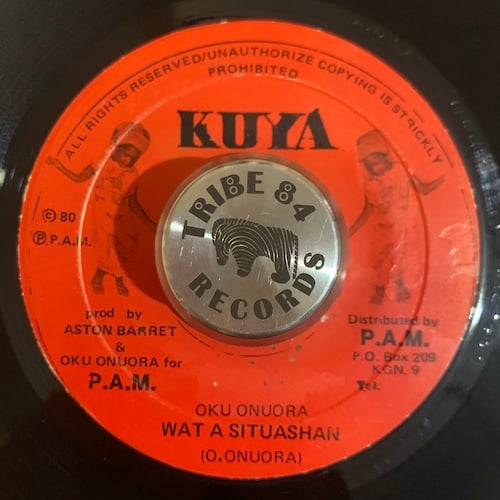 ALL RIGHTS RESERVED/UNAUTHORIZE COPYING IS STRICKLY
PROHIBITED
KUYA
TRIBE 84
RECORDS
© 80
℗ P.A.M.
prod by
ASTON BARRET
&
OKU ONUORA for
P.A.M.
Distributed by
P.A.M.
P.O. Box 209
KGN. 9
Tel:
OKU ONUORA
WAT A SITUASHAN
(O.ONUORA)